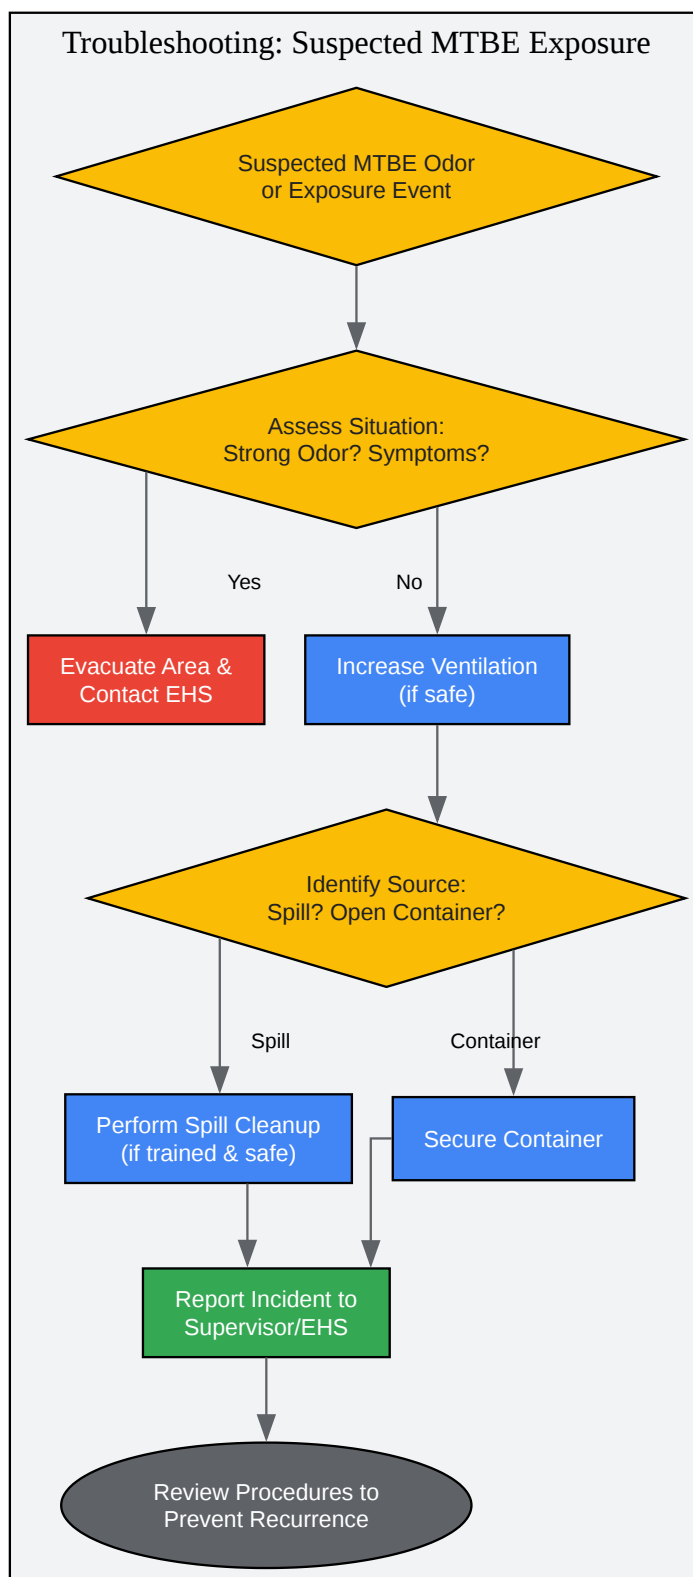 Troubleshooting: Suspected MTBE Exposure
Suspected MTBE Odor
or Exposure Event
Assess Situation:
Strong Odor? Symptoms?
Yes
No
Evacuate Area &
Contact EHS
Increase Ventilation
(if safe)
Identify Source:
Spill? Open Container?
Spill
Container
Perform Spill Cleanup
(if trained & safe)
Secure Container
Report Incident to
Supervisor/EHS
Review Procedures to
Prevent Recurrence